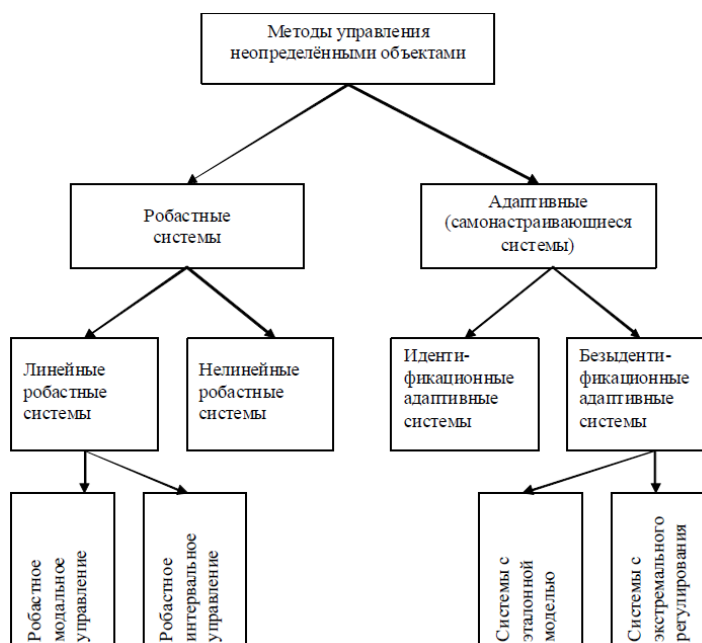 Методы управления
неопределёнными объектами
Робастные
системы
Адаптивные
(самонастраивающиеся
системы)
Линейные
робастные
системы
Нелинейные
робастные
системы
Иденти-
фикационные
адаптивные
системы
Безыденти-
фикационные
адаптивные
системы
Робастное
модальное
управление
Робастное
интервальное
управление
Системы с
эталонной
моделью
Системы с
экстремального
регулирования